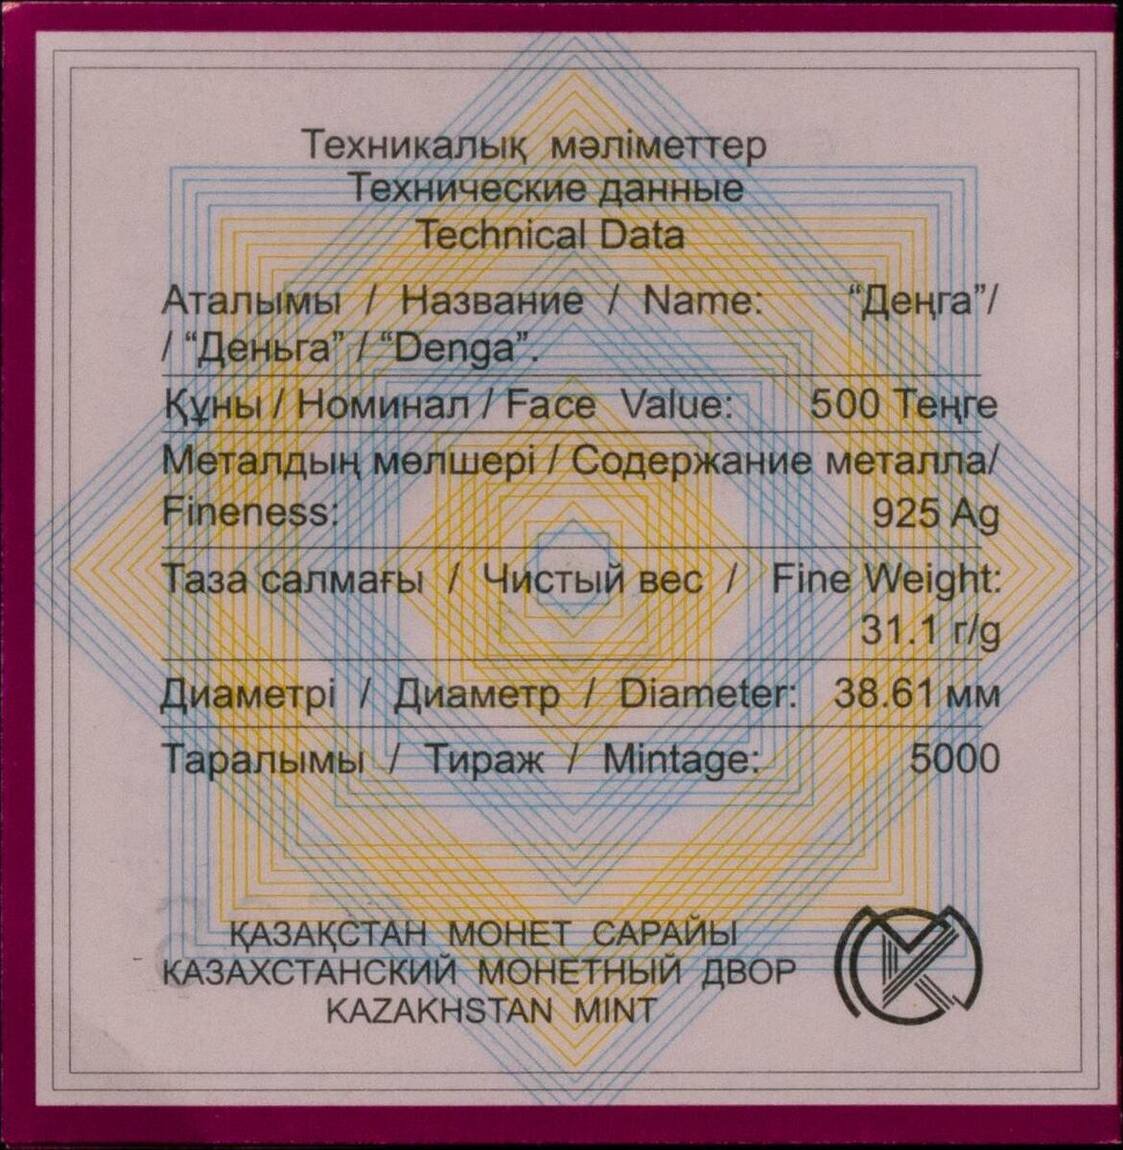 Техникалық мәліметтер
Технические данные
Technical Data
Аталымы / Название / Name: “Деңга”/
/ “Деньга” / “Denga”.
Құны / Номинал / Face Value: 500 Теңге
Металдың мөлшері / Содержание металла/
Fineness: 925 Ag
Таза салмағы / Чистый вес / Fine Weight:
31.1 г/g
Диаметрі / Диаметр / Diameter: 38.61 мм
Таралымы / Тираж / Mintage: 5000
ҚАЗАҚСТАН МОНЕТ САРАЙЫ
КАЗАХСТАНСКИЙ МОНЕТНЫЙ ДВОР
KAZAKHSTAN MINT